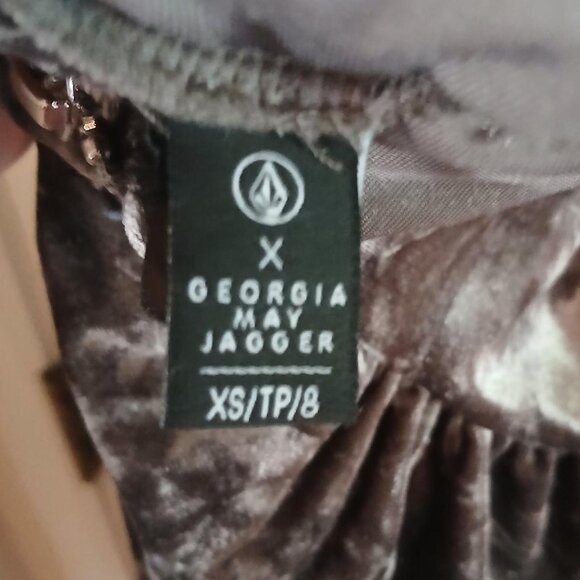 X
GEORGIA
MAY
JAGGER
XS/TP/8